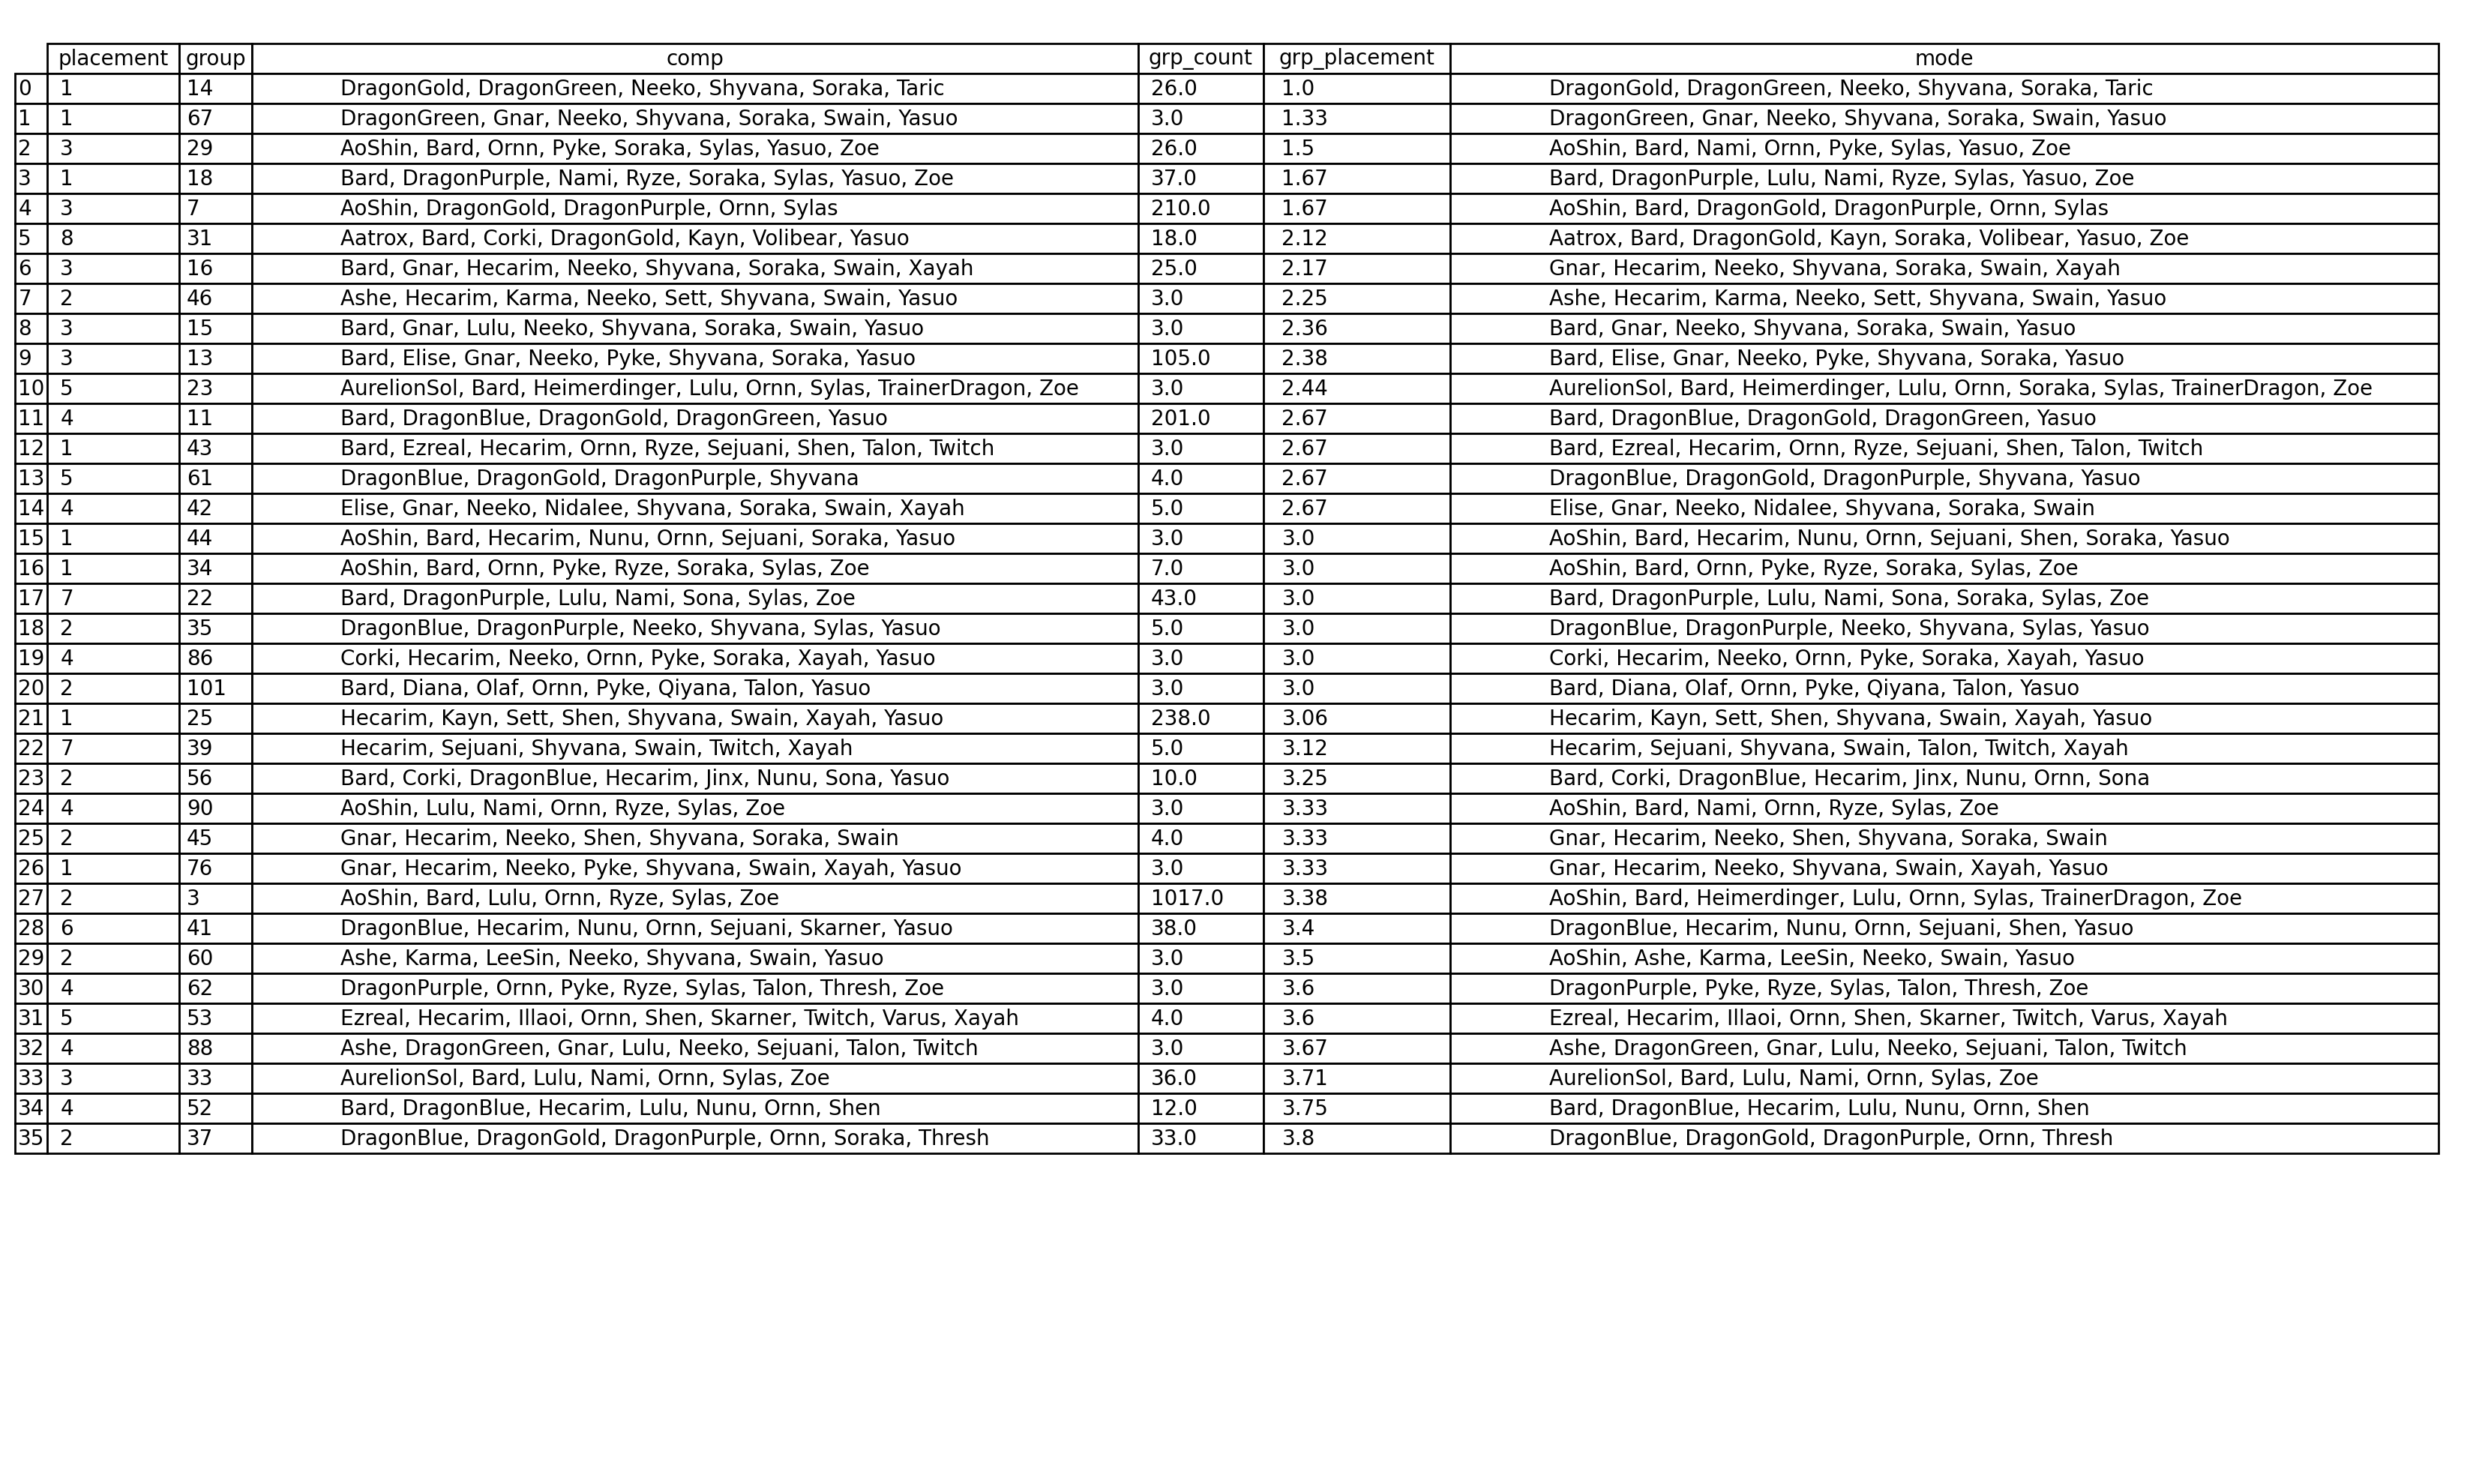 placement group comp grp_count grp_placement mode
0 1 14 DragonGold, DragonGreen, Neeko, Shyvana, Soraka, Taric 26.0 1.0 DragonGold, DragonGreen, Neeko, Shyvana, Soraka, Taric
1 1 67 DragonGreen, Gnar, Neeko, Shyvana, Soraka, Swain, Yasuo 3.0 1.33 DragonGreen, Gnar, Neeko, Shyvana, Soraka, Swain, Yasuo
2 3 29 AoShin, Bard, Ornn, Pyke, Soraka, Sylas, Yasuo, Zoe 26.0 1.5 AoShin, Bard, Nami, Ornn, Pyke, Sylas, Yasuo, Zoe
3 1 18 Bard, DragonPurple, Nami, Ryze, Soraka, Sylas, Yasuo, Zoe 37.0 1.67 Bard, DragonPurple, Lulu, Nami, Ryze, Sylas, Yasuo, Zoe
4 3 7 AoShin, DragonGold, DragonPurple, Ornn, Sylas 210.0 1.67 AoShin, Bard, DragonGold, DragonPurple, Ornn, Sylas
5 8 31 Aatrox, Bard, Corki, DragonGold, Kayn, Volibear, Yasuo 18.0 2.12 Aatrox, Bard, DragonGold, Kayn, Soraka, Volibear, Yasuo, Zoe
6 3 16 Bard, Gnar, Hecarim, Neeko, Shyvana, Soraka, Swain, Xayah 25.0 2.17 Gnar, Hecarim, Neeko, Shyvana, Soraka, Swain, Xayah
7 2 46 Ashe, Hecarim, Karma, Neeko, Sett, Shyvana, Swain, Yasuo 3.0 2.25 Ashe, Hecarim, Karma, Neeko, Sett, Shyvana, Swain, Yasuo
8 3 15 Bard, Gnar, Lulu, Neeko, Shyvana, Soraka, Swain, Yasuo 3.0 2.36 Bard, Gnar, Neeko, Shyvana, Soraka, Swain, Yasuo
9 3 13 Bard, Elise, Gnar, Neeko, Pyke, Shyvana, Soraka, Yasuo 105.0 2.38 Bard, Elise, Gnar, Neeko, Pyke, Shyvana, Soraka, Yasuo
10 5 23 AurelionSol, Bard, Heimerdinger, Lulu, Ornn, Sylas, TrainerDragon, Zoe 3.0 2.44 AurelionSol, Bard, Heimerdinger, Lulu, Ornn, Soraka, Sylas, TrainerDragon, Zoe
11 4 11 Bard, DragonBlue, DragonGold, DragonGreen, Yasuo 201.0 2.67 Bard, DragonBlue, DragonGold, DragonGreen, Yasuo
12 1 43 Bard, Ezreal, Hecarim, Ornn, Ryze, Sejuani, Shen, Talon, Twitch 3.0 2.67 Bard, Ezreal, Hecarim, Ornn, Ryze, Sejuani, Shen, Talon, Twitch
13 5 61 DragonBlue, DragonGold, DragonPurple, Shyvana 4.0 2.67 DragonBlue, DragonGold, DragonPurple, Shyvana, Yasuo
14 4 42 Elise, Gnar, Neeko, Nidalee, Shyvana, Soraka, Swain, Xayah 5.0 2.67 Elise, Gnar, Neeko, Nidalee, Shyvana, Soraka, Swain
15 1 44 AoShin, Bard, Hecarim, Nunu, Ornn, Sejuani, Soraka, Yasuo 3.0 3.0 AoShin, Bard, Hecarim, Nunu, Ornn, Sejuani, Shen, Soraka, Yasuo
16 1 34 AoShin, Bard, Ornn, Pyke, Ryze, Soraka, Sylas, Zoe 7.0 3.0 AoShin, Bard, Ornn, Pyke, Ryze, Soraka, Sylas, Zoe
17 7 22 Bard, DragonPurple, Lulu, Nami, Sona, Sylas, Zoe 43.0 3.0 Bard, DragonPurple, Lulu, Nami, Sona, Soraka, Sylas, Zoe
18 2 35 DragonBlue, DragonPurple, Neeko, Shyvana, Sylas, Yasuo 5.0 3.0 DragonBlue, DragonPurple, Neeko, Shyvana, Sylas, Yasuo
19 4 86 Corki, Hecarim, Neeko, Ornn, Pyke, Soraka, Xayah, Yasuo 3.0 3.0 Corki, Hecarim, Neeko, Ornn, Pyke, Soraka, Xayah, Yasuo
20 2 101 Bard, Diana, Olaf, Ornn, Pyke, Qiyana, Talon, Yasuo 3.0 3.0 Bard, Diana, Olaf, Ornn, Pyke, Qiyana, Talon, Yasuo
21 1 25 Hecarim, Kayn, Sett, Shen, Shyvana, Swain, Xayah, Yasuo 238.0 3.06 Hecarim, Kayn, Sett, Shen, Shyvana, Swain, Xayah, Yasuo
22 7 39 Hecarim, Sejuani, Shyvana, Swain, Twitch, Xayah 5.0 3.12 Hecarim, Sejuani, Shyvana, Swain, Talon, Twitch, Xayah
23 2 56 Bard, Corki, DragonBlue, Hecarim, Jinx, Nunu, Sona, Yasuo 10.0 3.25 Bard, Corki, DragonBlue, Hecarim, Jinx, Nunu, Ornn, Sona
24 4 90 AoShin, Lulu, Nami, Ornn, Ryze, Sylas, Zoe 3.0 3.33 AoShin, Bard, Nami, Ornn, Ryze, Sylas, Zoe
25 2 45 Gnar, Hecarim, Neeko, Shen, Shyvana, Soraka, Swain 4.0 3.33 Gnar, Hecarim, Neeko, Shen, Shyvana, Soraka, Swain
26 1 76 Gnar, Hecarim, Neeko, Pyke, Shyvana, Swain, Xayah, Yasuo 3.0 3.33 Gnar, Hecarim, Neeko, Shyvana, Swain, Xayah, Yasuo
27 2 3 AoShin, Bard, Lulu, Ornn, Ryze, Sylas, Zoe 1017.0 3.38 AoShin, Bard, Heimerdinger, Lulu, Ornn, Sylas, TrainerDragon, Zoe
28 6 41 DragonBlue, Hecarim, Nunu, Ornn, Sejuani, Skarner, Yasuo 38.0 3.4 DragonBlue, Hecarim, Nunu, Ornn, Sejuani, Shen, Yasuo
29 2 60 Ashe, Karma, LeeSin, Neeko, Shyvana, Swain, Yasuo 3.0 3.5 AoShin, Ashe, Karma, LeeSin, Neeko, Swain, Yasuo
30 4 62 DragonPurple, Ornn, Pyke, Ryze, Sylas, Talon, Thresh, Zoe 3.0 3.6 DragonPurple, Pyke, Ryze, Sylas, Talon, Thresh, Zoe
31 5 53 Ezreal, Hecarim, Illaoi, Ornn, Shen, Skarner, Twitch, Varus, Xayah 4.0 3.6 Ezreal, Hecarim, Illaoi, Ornn, Shen, Skarner, Twitch, Varus, Xayah
32 4 88 Ashe, DragonGreen, Gnar, Lulu, Neeko, Sejuani, Talon, Twitch 3.0 3.67 Ashe, DragonGreen, Gnar, Lulu, Neeko, Sejuani, Talon, Twitch
33 3 33 AurelionSol, Bard, Lulu, Nami, Ornn, Sylas, Zoe 36.0 3.71 AurelionSol, Bard, Lulu, Nami, Ornn, Sylas, Zoe
34 4 52 Bard, DragonBlue, Hecarim, Lulu, Nunu, Ornn, Shen 12.0 3.75 Bard, DragonBlue, Hecarim, Lulu, Nunu, Ornn, Shen
35 2 37 DragonBlue, DragonGold, DragonPurple, Ornn, Soraka, Thresh 33.0 3.8 DragonBlue, DragonGold, DragonPurple, Ornn, Thresh